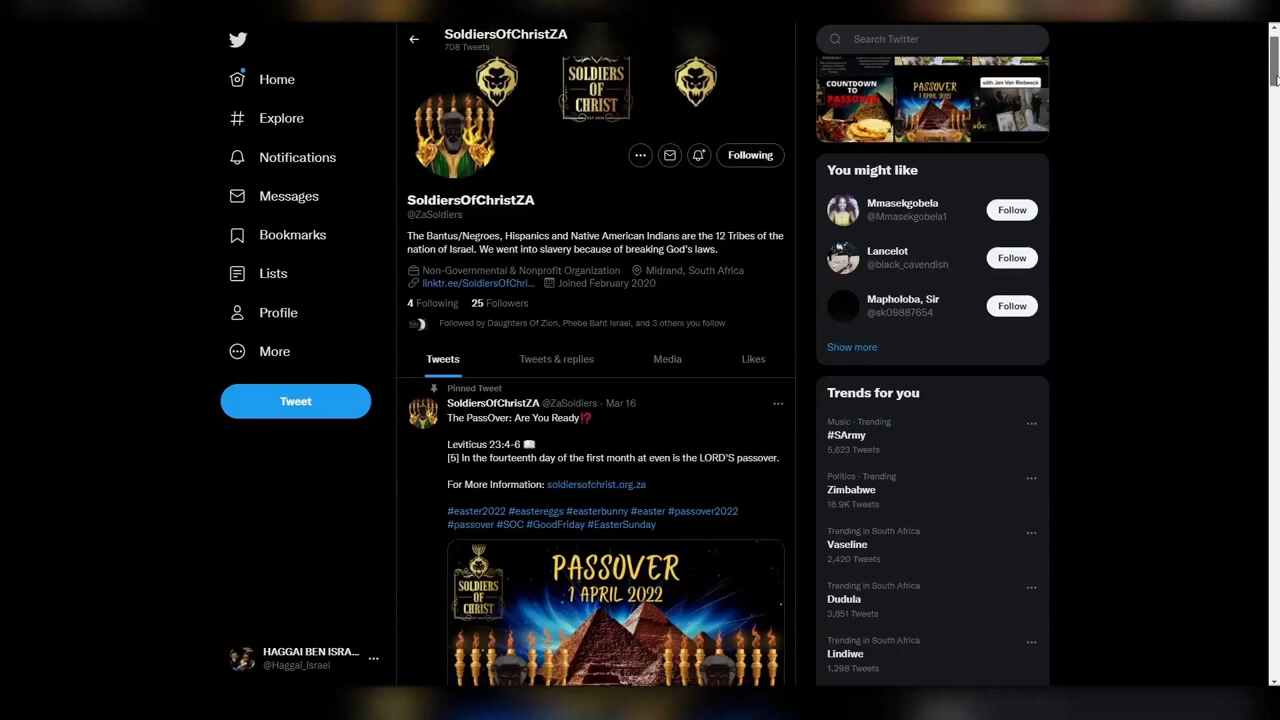 SoldiersOfChristZA
708 Tweets
SOLDIERS
OF
CHRIST
Following
SoldiersOfChristZA
@ZaSoldiers
The Bantus/Negroes, Hispanics and Native American Indians are the 12 Tribes of the
nation of Israel. We went into slavery because of breaking God's laws.
Non-Governmental & Nonprofit Organization
Midrand, South Africa
linktr.ee/SoldiersOfChri...
Joined February 2020
4 Following 25 Followers
Followed by Daughters Of Zion, Phebe Baht Israel, and 3 others you follow
Tweets
Tweets & replies
Media
Likes
Pinned Tweet
SoldiersOfChristZA @ZaSoldiers · Mar 16
The PassOver: Are You Ready⁉
Leviticus 23:4-6
[5] In the fourteenth day of the first month at even is the LORD'S passover.
For More Information: soldiersofchrist.org.za
#easter2022 #eastereggs #easterbunny #easter #passover2022
#passover #SOC #GoodFriday #EasterSunday
SOLDIERS
OF
CHRIST
PASSOVER
1 APRIL 2022
Home
Explore
Notifications
Messages
Bookmarks
Lists
Profile
More
Tweet
HAGGAI BEN ISRA...
@Haggai_Israel
Search Twitter
COUNTDOWN
TO
PASSOVER
PASSOVER
1 APRIL 2022
with Jan Van Riebeeck
You might like
Mmasekgobela
@Mmasekgobela1
Follow
Lancelot
@black_cavendish
Follow
Mapholoba, Sir
@sk09887654
Follow
Show more
Trends for you
Music · Trending
#SArmy
5,623 Tweets
Politics · Trending
Zimbabwe
16.9K Tweets
Trending in South Africa
Vaseline
2,420 Tweets
Trending in South Africa
Dudula
3,651 Tweets
Trending in South Africa
Lindiwe
1,298 Tweets